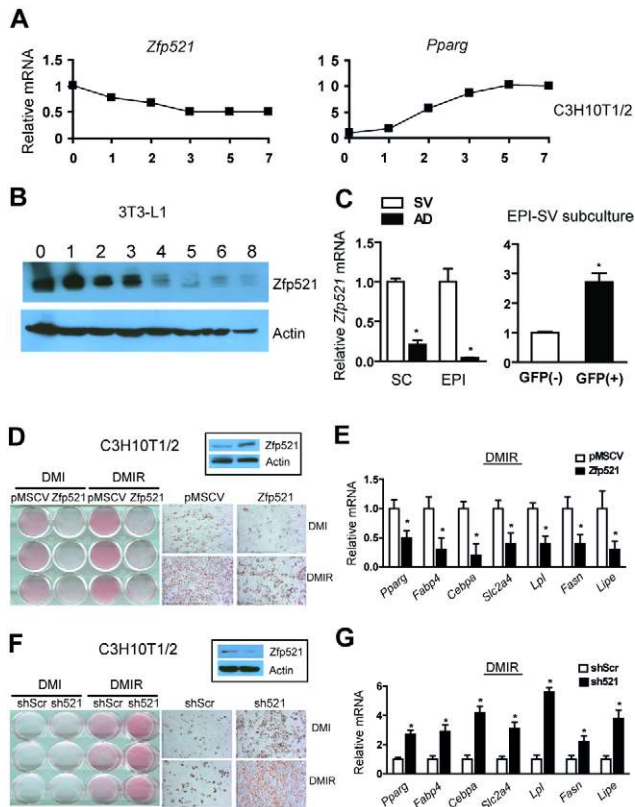 A
Zfp521
Pparg
Relative mRNA
1.5
1
0.5
0
0 1 2 3 5 7
1.5
1 0
0.5
0
0 1 2 3 5 7
C3H10T1/2
B
3T3-L1
0 1 2 3 4 5 6 8
Zfp521
Actin
C
SV
AD
EPI-SV subculture
Relative Zfp521 mRNA
1.5
1.0
0.5
0.0
SC EPI
* *
4
3
2
1
0
*
GFP(-) GFP(+)
D
C3H10T1/2
Zfp521
Actin
DMI DMIR
pMSCV Zfp521 pMSCV Zfp521
pMSCV Zfp521
DMI
DMIR
E
DMIR
pMSCV
Zfp521
Relative mRNA
1.5
1.0
0.5
0.0
* * * * * * *
Pparg Fabp4 Cebpa Slc2a4 Lpl Fasn Lipe
F
C3H10T1/2
Zfp521
Actin
DMI DMIR
shScr sh521 shScr sh521
shScr sh521
DMI
DMIR
G
DMIR
shScr
sh521
Relative mRNA
6
4
2
0
* * * * * * *
Pparg Fabp4 Cebpa Slc2a4 Lpl Fasn Lipe